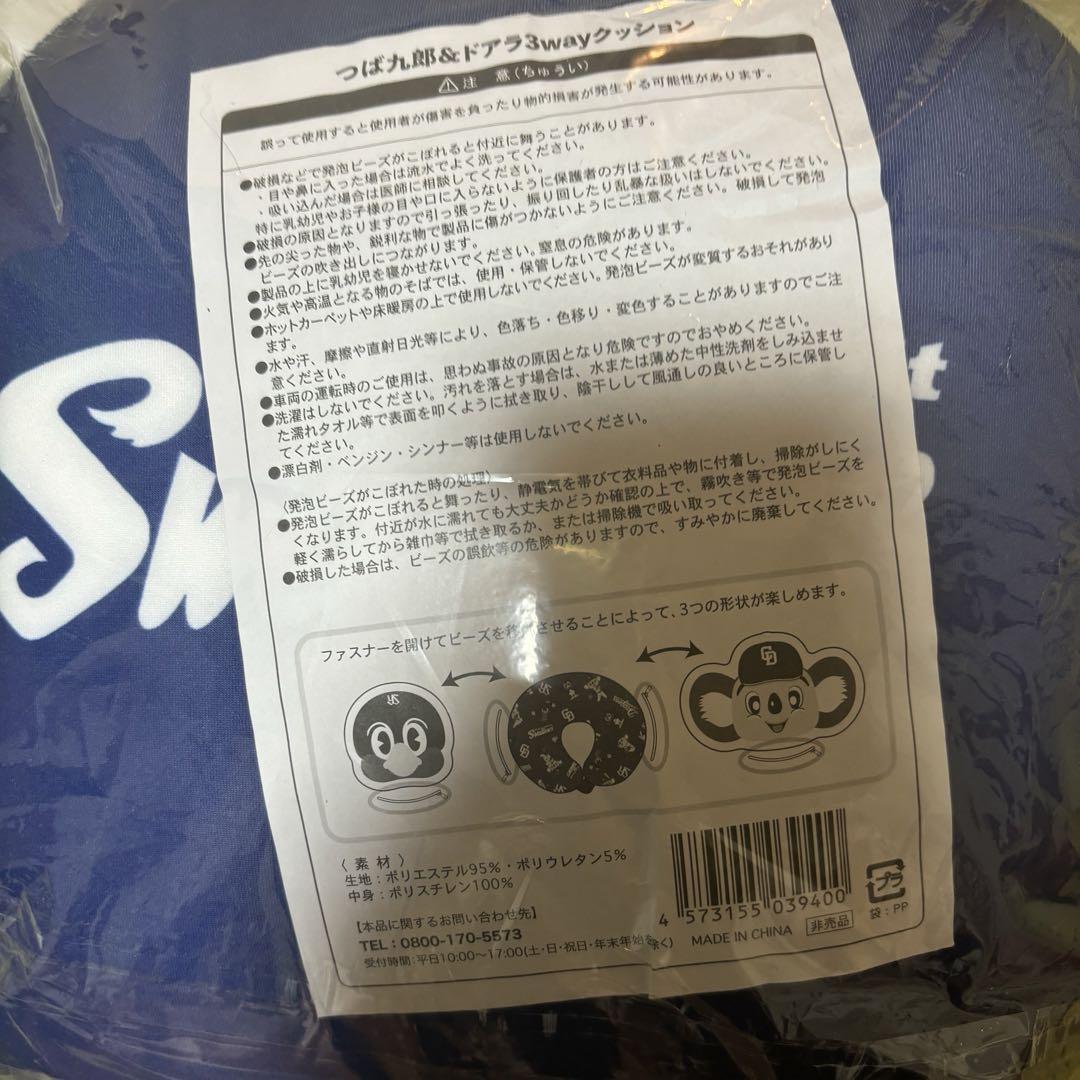 つば九郎&ドアラ3wayクッション
注 意(ちゅうい)
誤って使用すると使用者が傷害を負ったり物的損害が発生する可能性があります。
●破損などで発泡ビーズがこぼれると付近に舞うことがあります。
、目や鼻に入った場合は流水でよく洗ってください。
、吸い込んだ場合は医師に相談してください。
特に乳幼児やお子様の目や口に入らないように保護者の方はご注意ください。
●破損の原因となりますので引っ張ったり、振り回したり乱暴な扱いはしないでください。
●先の尖った物や、鋭利な物で製品に傷がつかないようにご注意ください。破損して発泡
ビーズの吹き出しにつながります。
●製品の上に乳幼児を寝かせないでください。窒息の危険があります。
●火気や高温となる物のそばでは、使用・保管しないでください。
●ホットカーペットや床暖房の上で使用しないでください。発泡ビーズが変質するおそれがあり
ます。
●水や汗、摩擦や直射日光等により、色落ち・色移り・変色することがありますのでご注
意ください。
●車両の運転時のご使用は、思わぬ事故の原因となり危険ですのでおやめください。
●洗濯はしないでください。汚れを落とす場合は、水または薄めた中性洗剤をしみ込ませ
た濡れタオル等で表面を叩くように拭き取り、陰干しして風通しの良いところに保管し
てください。
●漂白剤・ベンジン・シンナー等は使用しないでください。
〈発泡ビーズがこぼれた時の処理〉
●発泡ビーズがこぼれると舞ったり、静電気を帯びて衣料品や物に付着し、掃除がしにく
くなります。付近が水に濡れても大丈夫かどうか確認の上で、霧吹き等で発泡ビーズを
軽く濡らしてから雑巾等で拭き取るか、または掃除機で吸い取ってください。
●破損した場合は、ビーズの誤飲等の危険がありますので、すみやかに廃棄してください。
ファスナーを開けてビーズを移動させることによって、3つの形状が楽しめます。
〈 素 材 〉
生地:ポリエステル95%・ポリウレタン5%
中身:ポリスチレン100%
【本品に関するお問い合わせ先】
TEL:0800-170-5573
受付時間:平日10:00〜17:00(土・日・祝日・年末年始を除く)
4 573155 039400
MADE IN CHINA
非売品
プラ
袋:PP